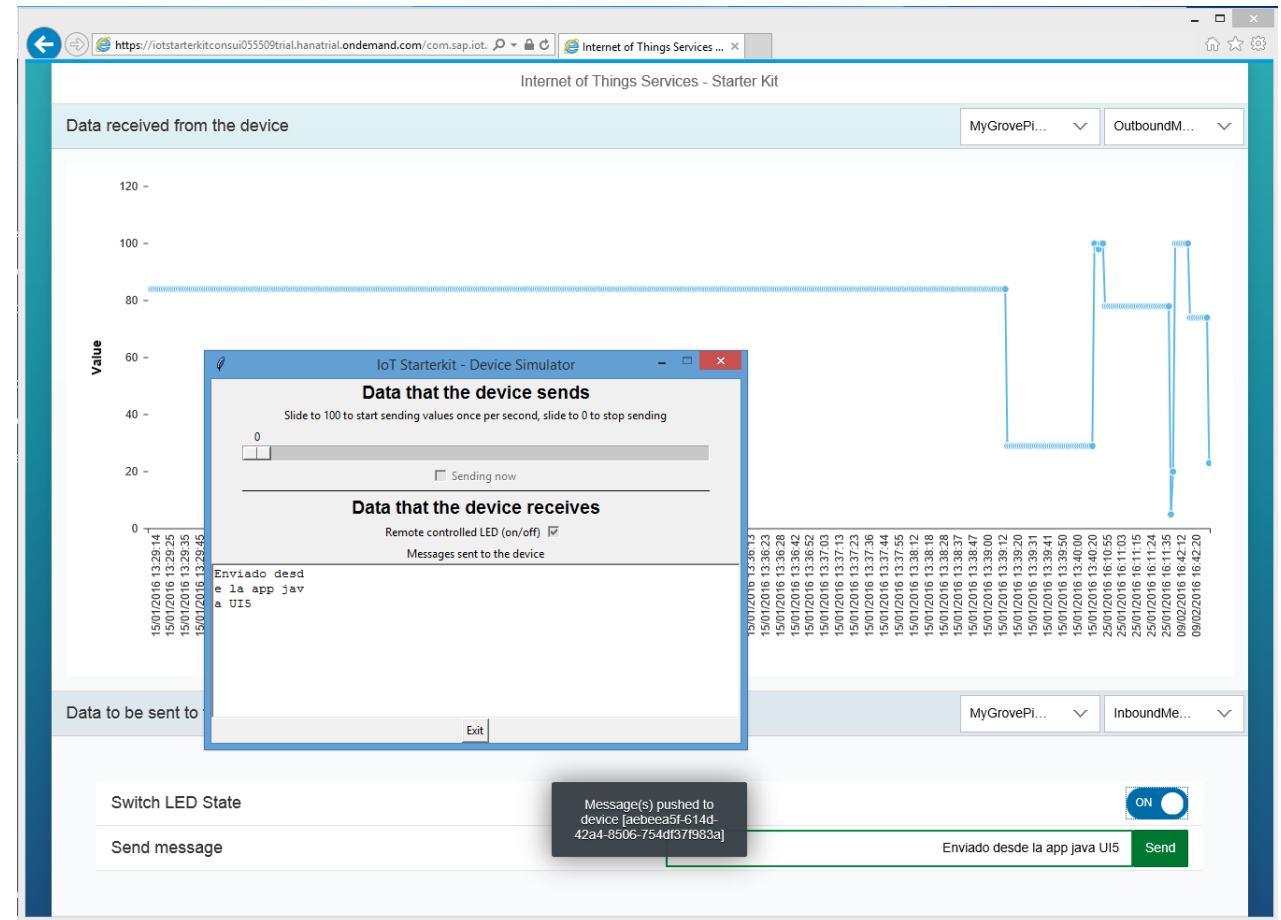 https://iotstarterkitconsui055509trial.hanatrial.ondemand.com/com.sap.iot.
Internet of Things Services ...
Internet of Things Services - Starter Kit
Data received from the device
MyGrovePi...
OutboundM...
120
100
80
60
40
20
0
Value
15/01/2016 13:29:14
15/01/2016 13:29:25
15/01/2016 13:29:35
15/01/2016 13:29:45
15/01/2016 13:36:13
15/01/2016 13:36:23
15/01/2016 13:36:28
15/01/2016 13:36:42
15/01/2016 13:36:52
15/01/2016 13:37:03
15/01/2016 13:37:13
15/01/2016 13:37:23
15/01/2016 13:37:36
15/01/2016 13:37:44
15/01/2016 13:37:55
15/01/2016 13:38:12
15/01/2016 13:38:18
15/01/2016 13:38:28
15/01/2016 13:38:37
15/01/2016 13:38:47
15/01/2016 13:39:00
15/01/2016 13:39:12
15/01/2016 13:39:20
15/01/2016 13:39:31
15/01/2016 13:39:41
15/01/2016 13:39:50
15/01/2016 13:40:00
15/01/2016 13:40:20
25/01/2016 16:10:55
25/01/2016 16:11:03
25/01/2016 16:11:15
25/01/2016 16:11:24
25/01/2016 16:11:35
09/02/2016 16:42:12
09/02/2016 16:42:20
IoT Starterkit - Device Simulator
Data that the device sends
Slide to 100 to start sending values once per second, slide to 0 to stop sending
0
Sending now
Data that the device receives
Remote controlled LED (on/off)
Messages sent to the device
Enviado desd
e la app jav
a UI5
Exit
Data to be sent to
MyGrovePi...
InboundMe...
Switch LED State
ON
Message(s) pushed to
device [aebeea5f-614d-
42a4-8506-754df37f983a]
Send message
Enviado desde la app java UI5
Send